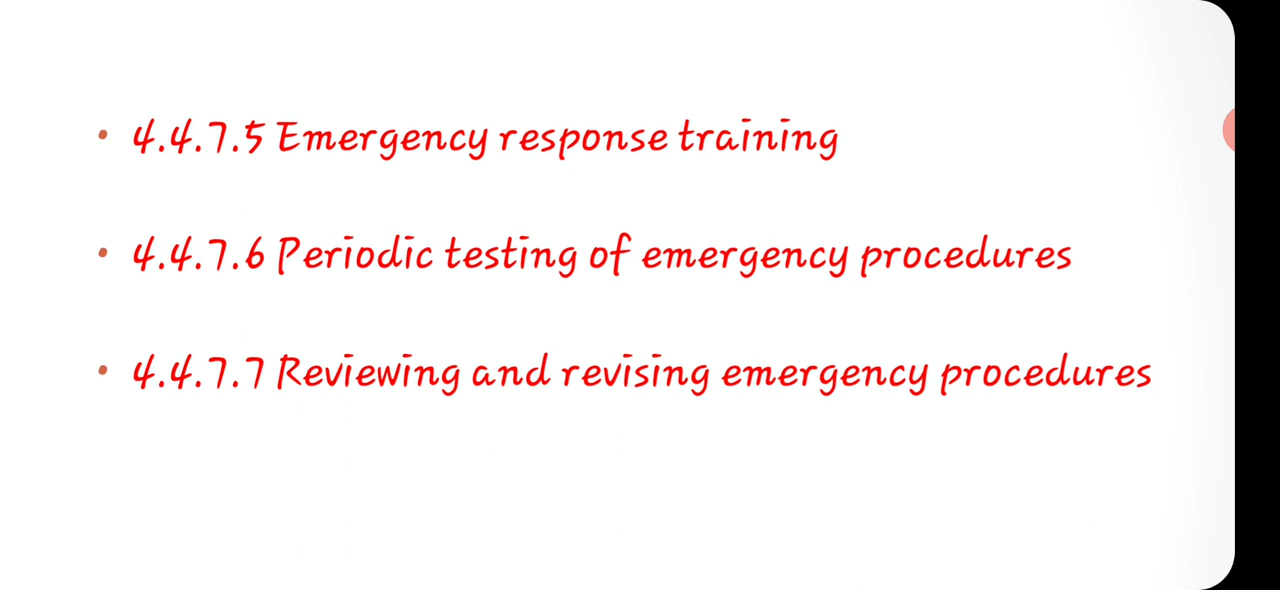 • 4.4.7.5 Emergency response training
• 4.4.7.6 Periodic testing of emergency procedures
• 4.4.7.7 Reviewing and revising emergency procedures